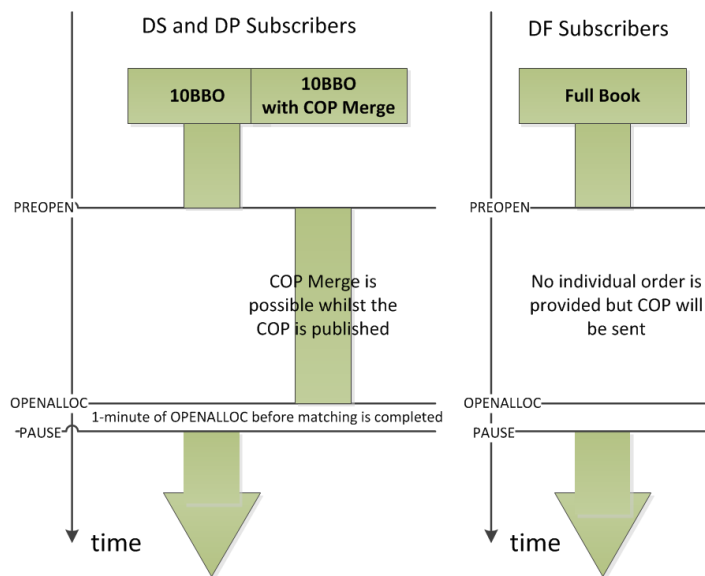 DS and DP Subscribers
10BBO
10BBO
with COP Merge
PREOPEN
COP Merge is
possible whilst the
COP is published
OPENALLOC
1-minute of OPENALLOC before matching is completed
PAUSE
time
DF Subscribers
Full Book
PREOPEN
No individual order is
provided but COP will
be sent
OPENALLOC
PAUSE
time